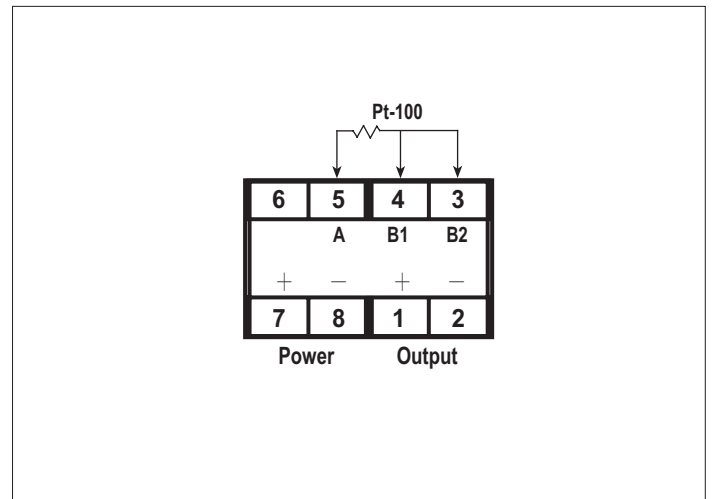 Pt-100
6 5 4 3
A B1 B2
+ − + −
7 8 1 2
Power Output